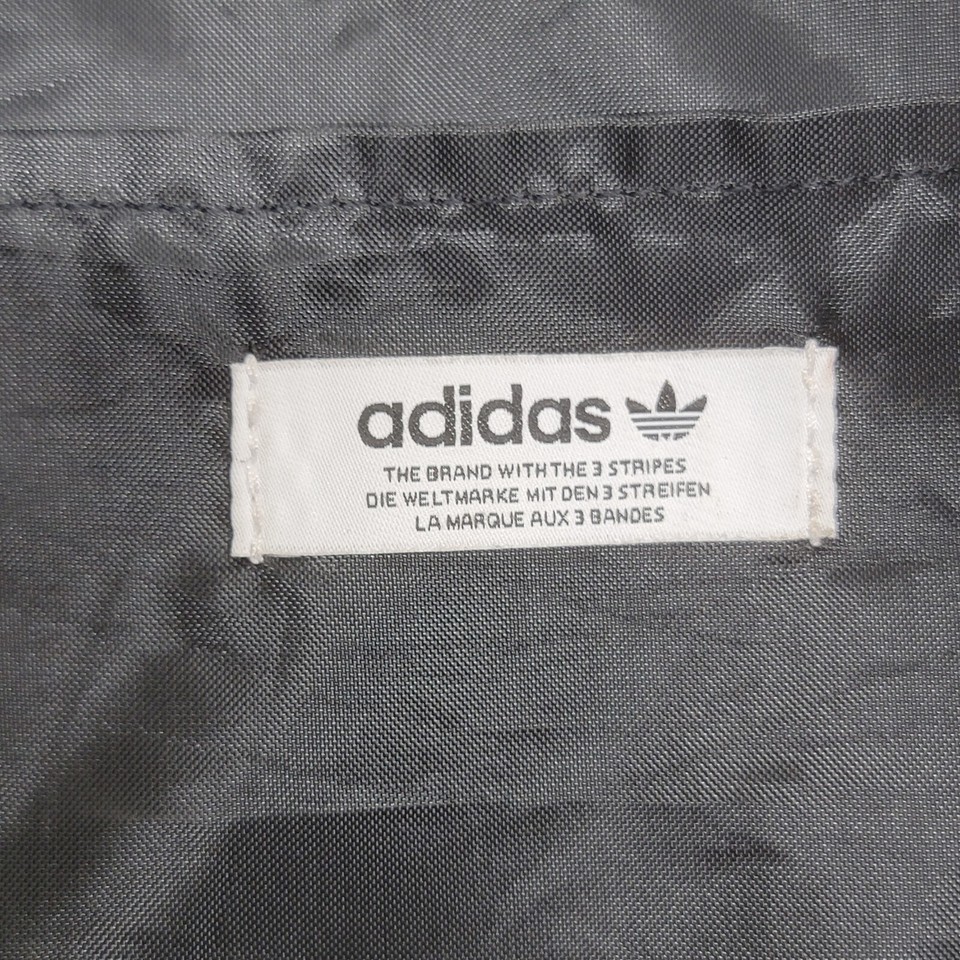 adidas
THE BRAND WITH THE 3 STRIPES
DIE WELTMARKE MIT DEN 3 STREIFEN
LA MARQUE AUX 3 BANDES